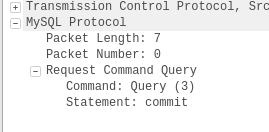 Transmission Control Protocol, Src
MySQL Protocol
Packet Length: 7
Packet Number: 0
Request Command Query
Command: Query (3)
Statement: commit